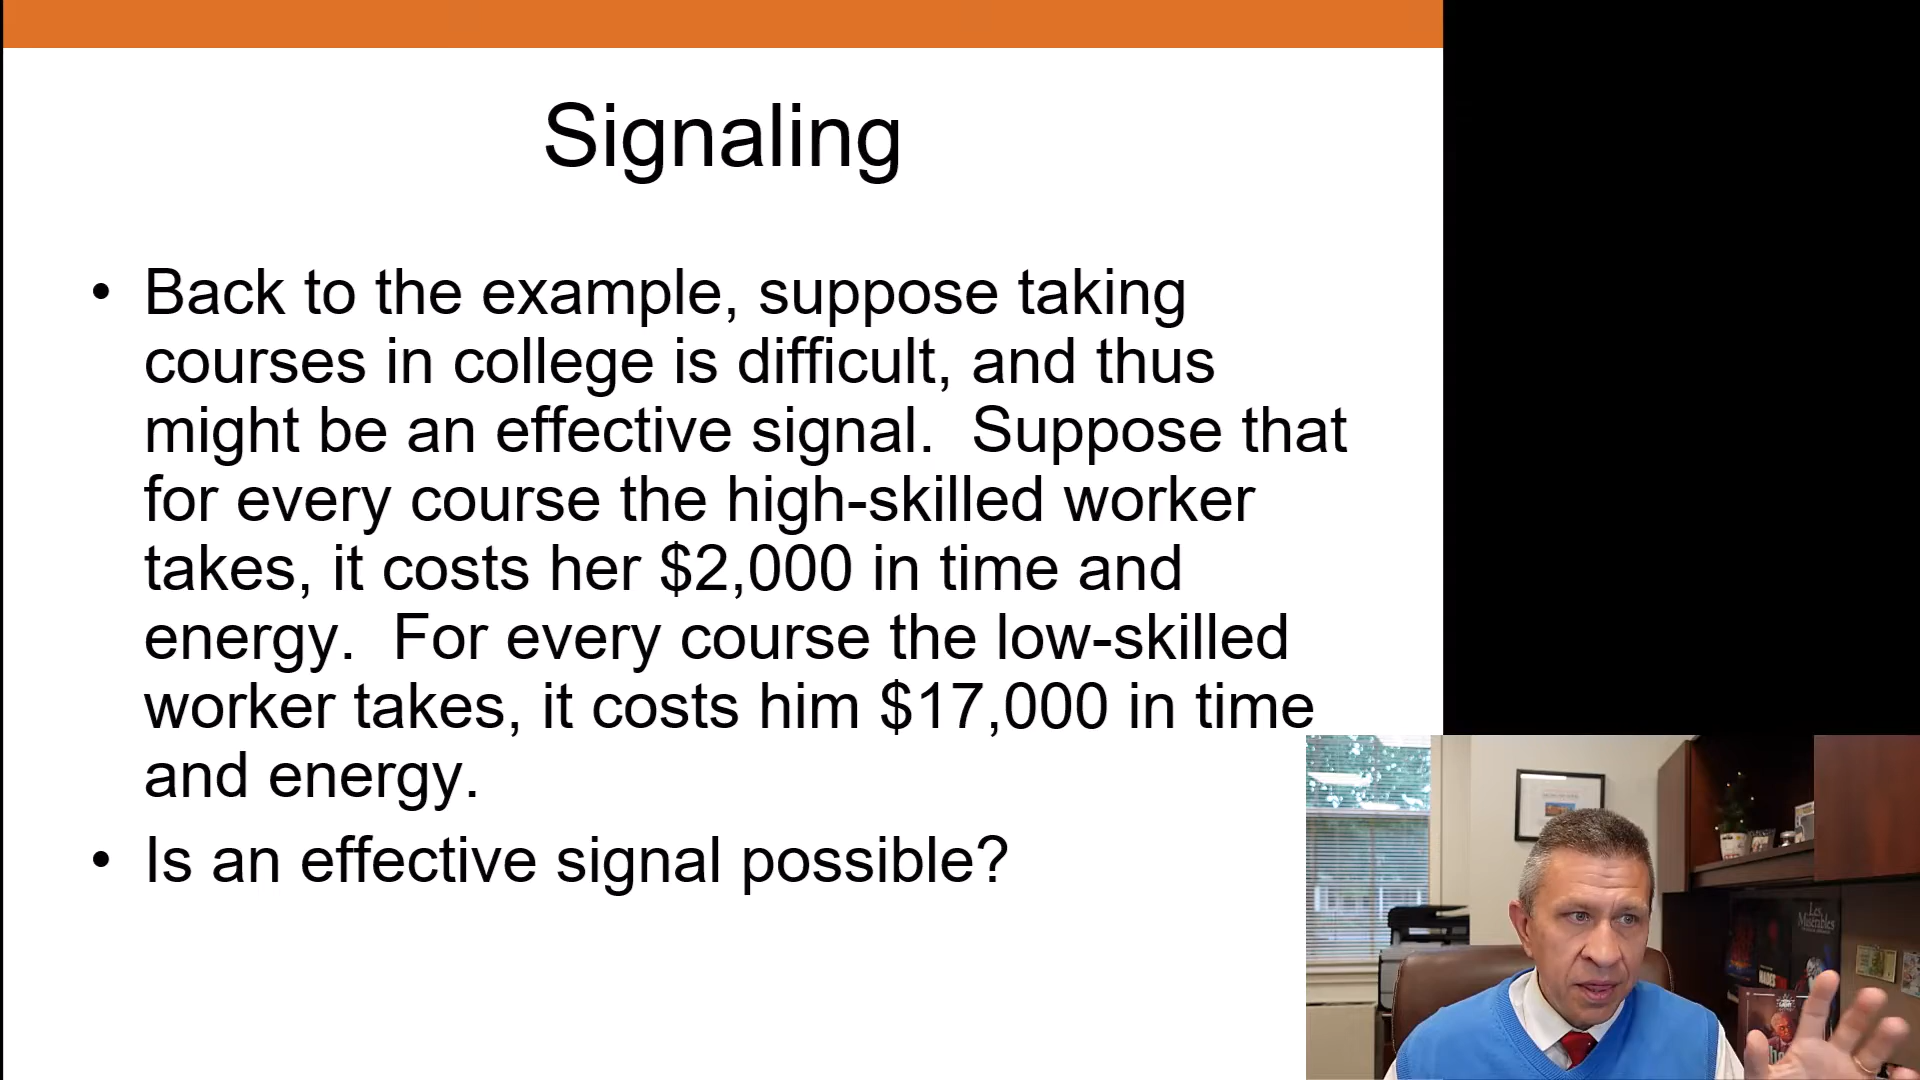 Signaling
• Back to the example, suppose taking
courses in college is difficult, and thus
might be an effective signal.  Suppose that
for every course the high-skilled worker
takes, it costs her $2,000 in time and
energy.  For every course the low-skilled
worker takes, it costs him $17,000 in time
and energy.
• Is an effective signal possible?
Les
Misérables